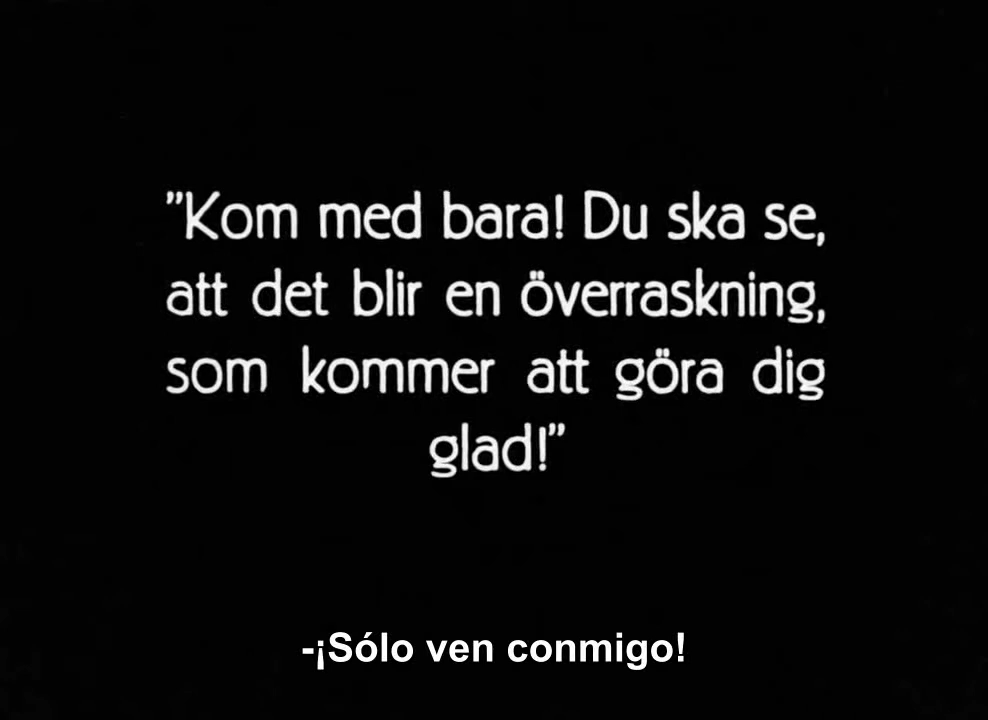 ”Kom med bara! Du ska se,
att det blir en överraskning,
som kommer att göra dig
glad!”
-¡Sólo ven conmigo!